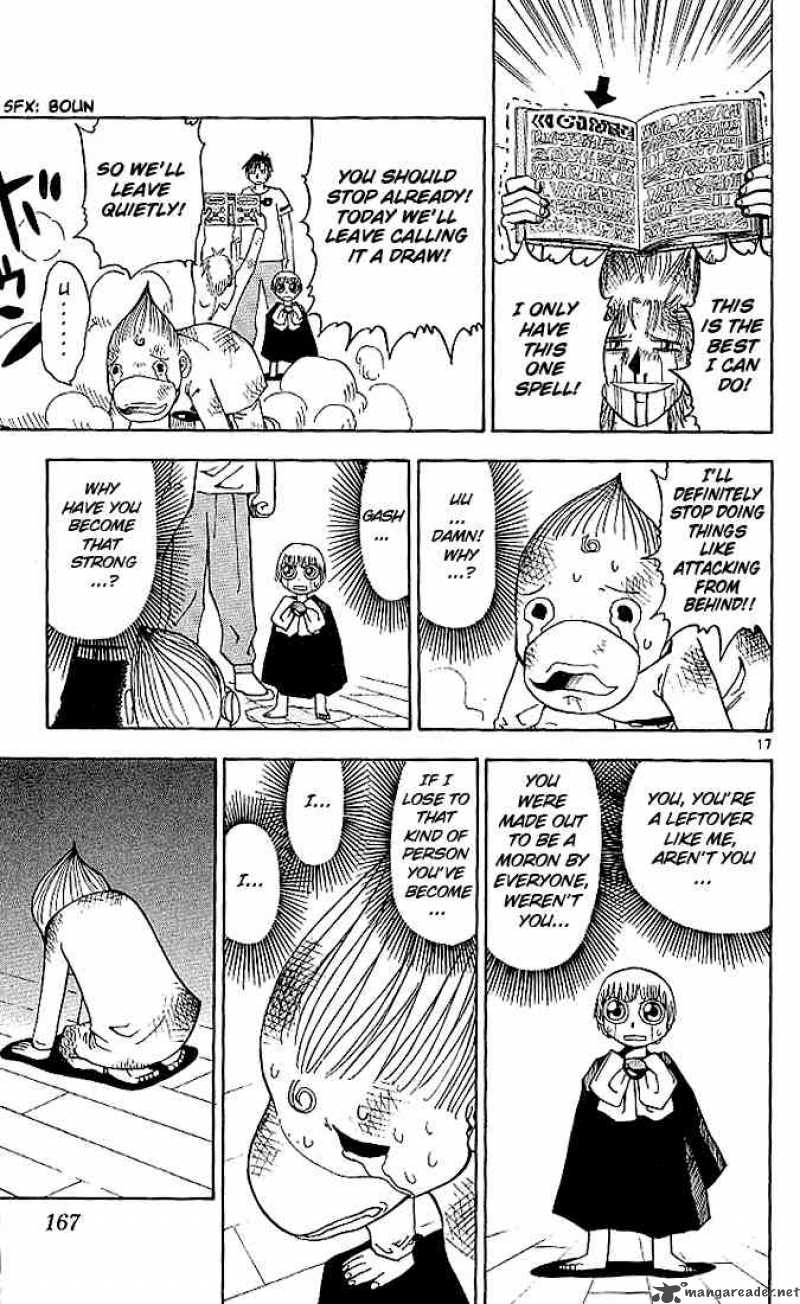 THIS
IS THE
BEST
I CAN
DO!
I ONLY
HAVE
THIS
ONE
SPELL!
SFX: BOUN
YOU SHOULD
STOP ALREADY!
TODAY WE'LL
LEAVE CALLING
IT A DRAW!
SO WE'LL
LEAVE
QUIETLY!
U
......
I'LL
DEFINITELY
STOP DOING
THINGS
LIKE
ATTACKING
FROM
BEHIND!!
UU
...
DAMN!
WHY
...?
GASH
...
WHY
HAVE YOU
BECOME
THAT
STRONG
...?
17
YOU, YOU'RE
A LEFTOVER
LIKE ME,
AREN'T YOU
...
YOU
WERE
MADE OUT
TO BE A
MORON BY
EVERYONE,
WEREN'T
YOU...
IF I
LOSE TO
THAT
KIND OF
PERSON
YOU'VE
BECOME
...
I...
I...
167
mangareader.net